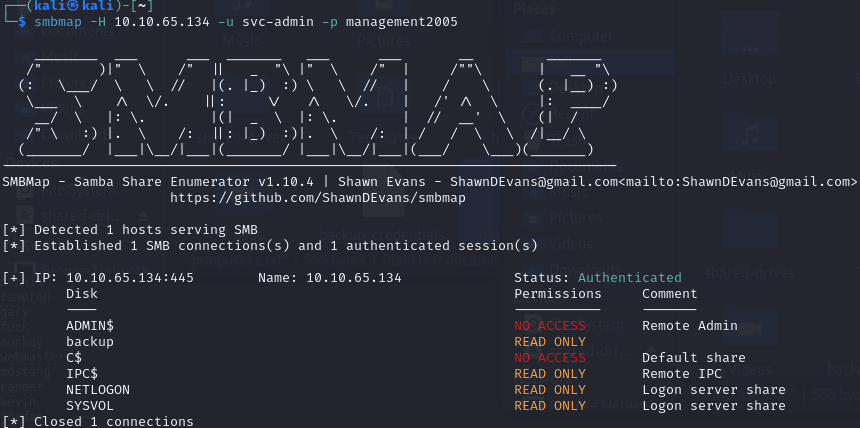 (kali㉿kali)-[~]
$ smbmap -H 10.10.65.134 -u svc-admin -p management2005
SMBMap - Samba Share Enumerator v1.10.4 | Shawn Evans - ShawnDEvans@gmail.com<mailto:ShawnDEvans@gmail.com>
https://github.com/ShawnDEvans/smbmap
[*] Detected 1 hosts serving SMB
[*] Established 1 SMB connections(s) and 1 authenticated session(s)
[+] IP: 10.10.65.134:445 Name: 10.10.65.134 Status: Authenticated
Disk Permissions Comment
---- ----------- -------
ADMIN$ NO ACCESS Remote Admin
backup READ ONLY
C$ NO ACCESS Default share
IPC$ READ ONLY Remote IPC
NETLOGON READ ONLY Logon server share
SYSVOL READ ONLY Logon server share
[*] Closed 1 connections